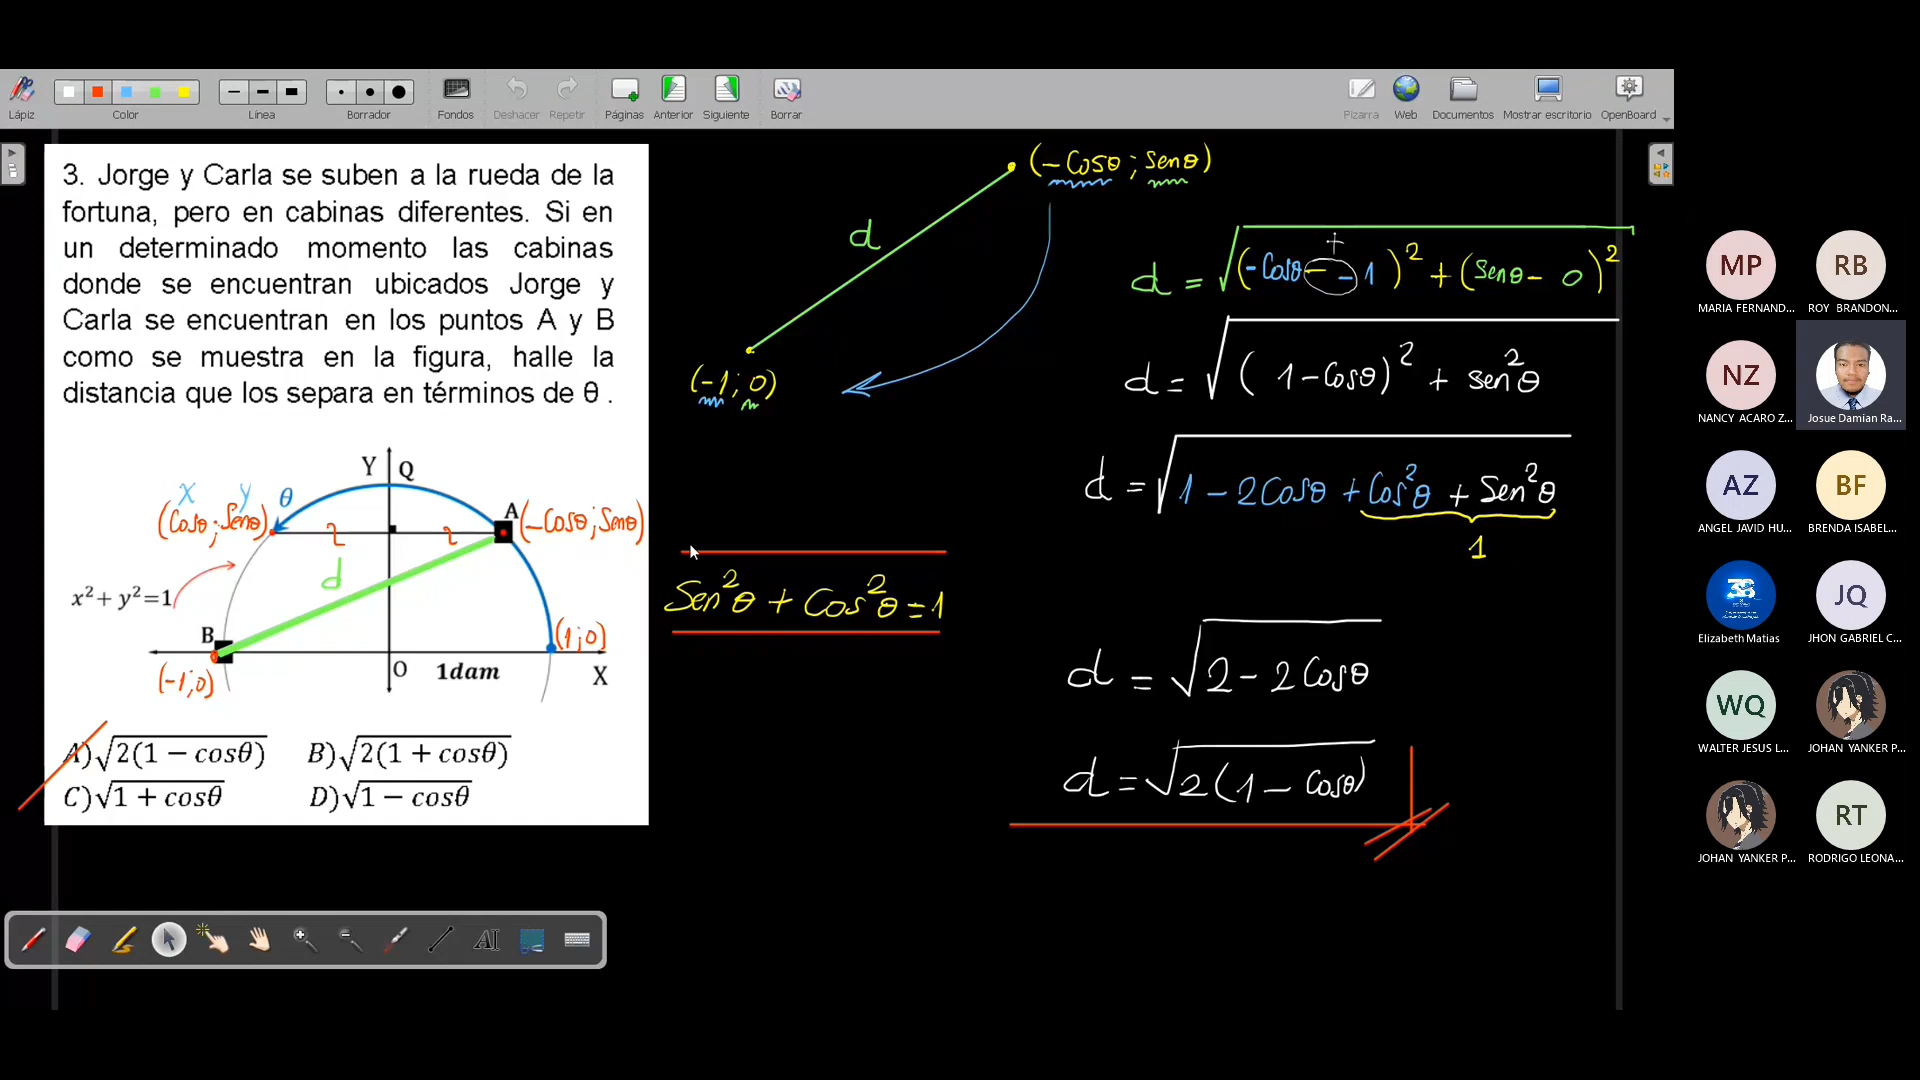 Lápiz
Color
Línea
Borrador
Fondos
Deshacer
Repetir
Páginas
Anterior
Siguiente
Borrar
Pizarra
Web
Documentos
Mostrar escritorio
OpenBoard
3. Jorge y Carla se suben a la rueda de la
fortuna, pero en cabinas diferentes. Si en
un determinado momento las cabinas
donde se encuentran ubicados Jorge y
Carla se encuentran en los puntos A y B
como se muestra en la figura, halle la
distancia que los separa en términos de θ .
Y Q
x y θ
(Cosθ; Senθ)
A (-Cosθ; Senθ)
d
x²+ y²=1
B
(1;0)
(-1;0)
O 1dam X
A)√2(1 − cosθ) B)√2(1 + cosθ)
C)√1 + cosθ D)√1 − cosθ
(-Cosθ ; Senθ)
d
(-1; 0)
Sen²θ + Cos²θ = 1
+
d = √(-Cosθ - -1)² + (Senθ - 0)²
d = √(1-Cosθ)² + sen²θ
d = √1 - 2Cosθ + Cos²θ + Sen²θ
1
d = √2 - 2Cosθ
d = √2(1 - Cosθ)
MP
MARIA FERNAND...
RB
ROY BRANDON...
NZ
NANCY ACARO Z...
Josue Damian Ra...
AZ
ANGEL JAVID HU...
BF
BRENDA ISABEL...
Elizabeth Matias
JQ
JHON GABRIEL C...
WQ
WALTER JESUS L...
JOHAN YANKER P...
JOHAN YANKER P...
RT
RODRIGO LEONA...
AI